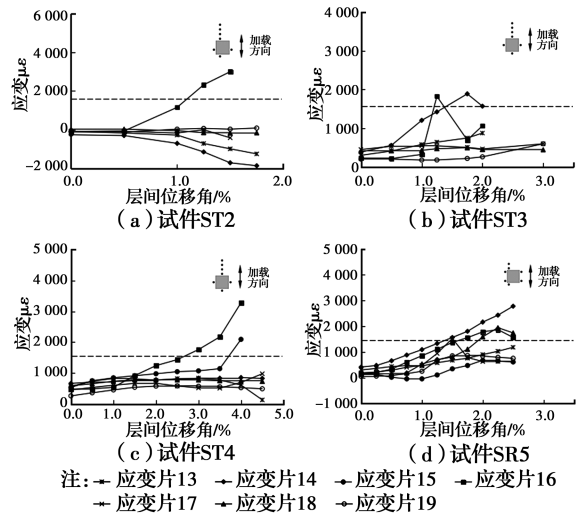 6 000
4 000
2 000
0
-2 000
0.0 1.0 2.0
应变με
层间位移角/%
加载
方向
(a)试件ST2
4 000
3 000
2 000
1 000
0
0.0 1.0 2.0 3.0
应变με
层间位移角/%
加载
方向
(b)试件ST3
5 000
4 000
3 000
2 000
1 000
0
0.0 1.0 2.0 3.0 4.0 5.0
应变με
层间位移角/%
加载
方向
(c)试件ST4
5 000
4 000
3 000
2 000
1 000
0
-1 000
0.0 1.0 2.0 3.0
应变με
层间位移角/%
加载
方向
(d)试件SR5
注: 应变片13 应变片14 应变片15 应变片16
应变片17 应变片18 应变片19